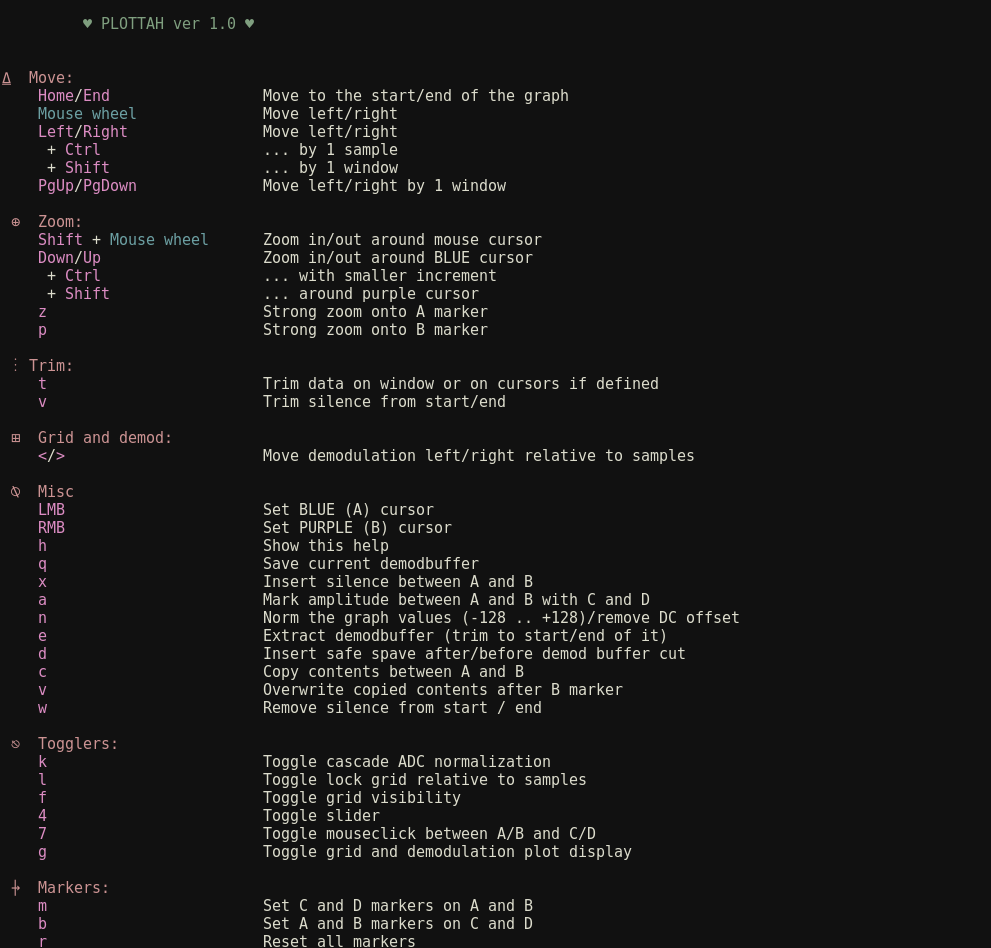 ♥ PLOTTAH ver 1.0 ♥
Δ Move:
Home/End Move to the start/end of the graph
Mouse wheel Move left/right
Left/Right Move left/right
+ Ctrl ... by 1 sample
+ Shift ... by 1 window
PgUp/PgDown Move left/right by 1 window
⊕ Zoom:
Shift + Mouse wheel Zoom in/out around mouse cursor
Down/Up Zoom in/out around BLUE cursor
+ Ctrl ... with smaller increment
+ Shift ... around purple cursor
z Strong zoom onto A marker
p Strong zoom onto B marker
⋮ Trim:
t Trim data on window or on cursors if defined
v Trim silence from start/end
⊞ Grid and demod:
</> Move demodulation left/right relative to samples
⍉ Misc
LMB Set BLUE (A) cursor
RMB Set PURPLE (B) cursor
h Show this help
q Save current demodbuffer
x Insert silence between A and B
a Mark amplitude between A and B with C and D
n Norm the graph values (-128 .. +128)/remove DC offset
e Extract demodbuffer (trim to start/end of it)
d Insert safe spave after/before demod buffer cut
c Copy contents between A and B
v Overwrite copied contents after B marker
w Remove silence from start / end
⎋ Togglers:
k Toggle cascade ADC normalization
l Toggle lock grid relative to samples
f Toggle grid visibility
4 Toggle slider
7 Toggle mouseclick between A/B and C/D
g Toggle grid and demodulation plot display
⍆ Markers:
m Set C and D markers on A and B
b Set A and B markers on C and D
r Reset all markers